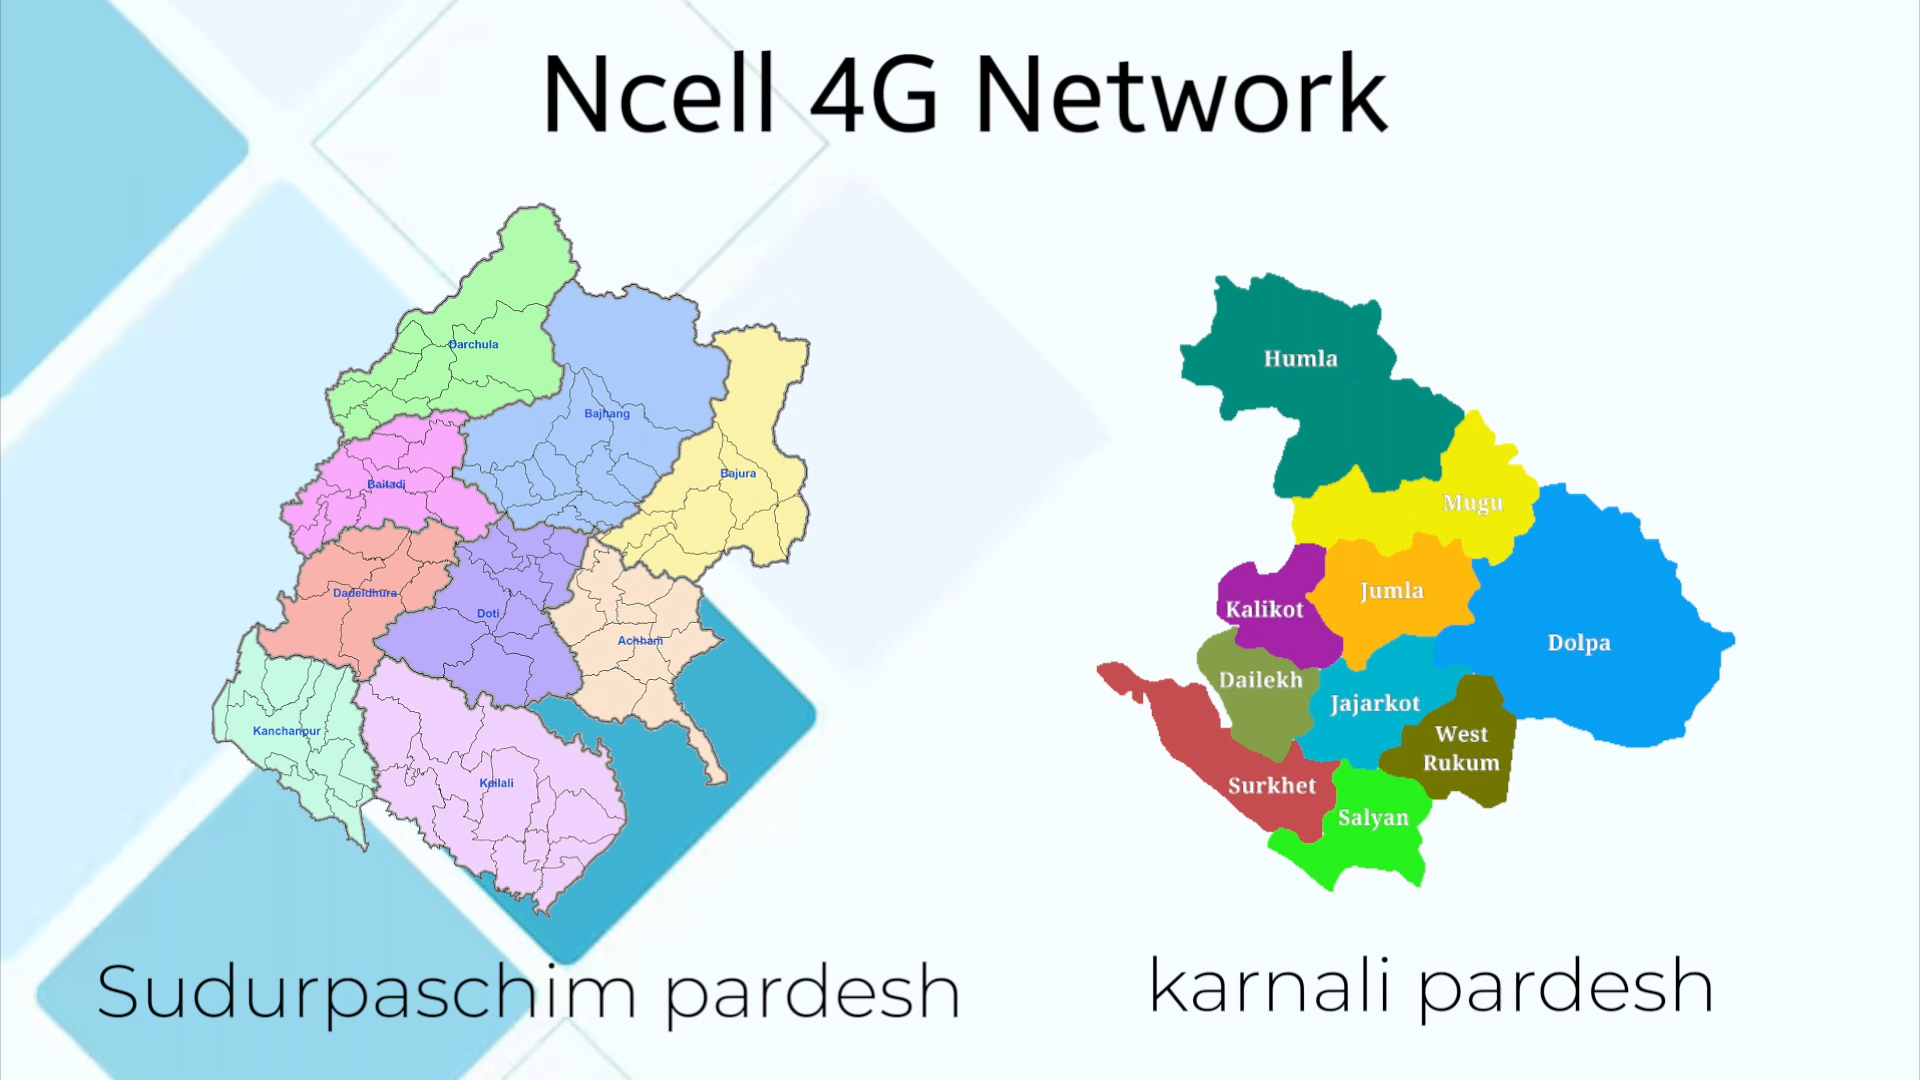 Ncell 4G Network
Darchula
Bajhang
Bajura
Baitadi
Dadeldhura
Doti
Achham
Kanchanpur
Kailali
Humla
Mugu
Jumla
Kalikot
Dolpa
Dailekh
Jajarkot
West
Rukum
Surkhet
Salyan
Sudurpaschim pardesh
karnali pardesh